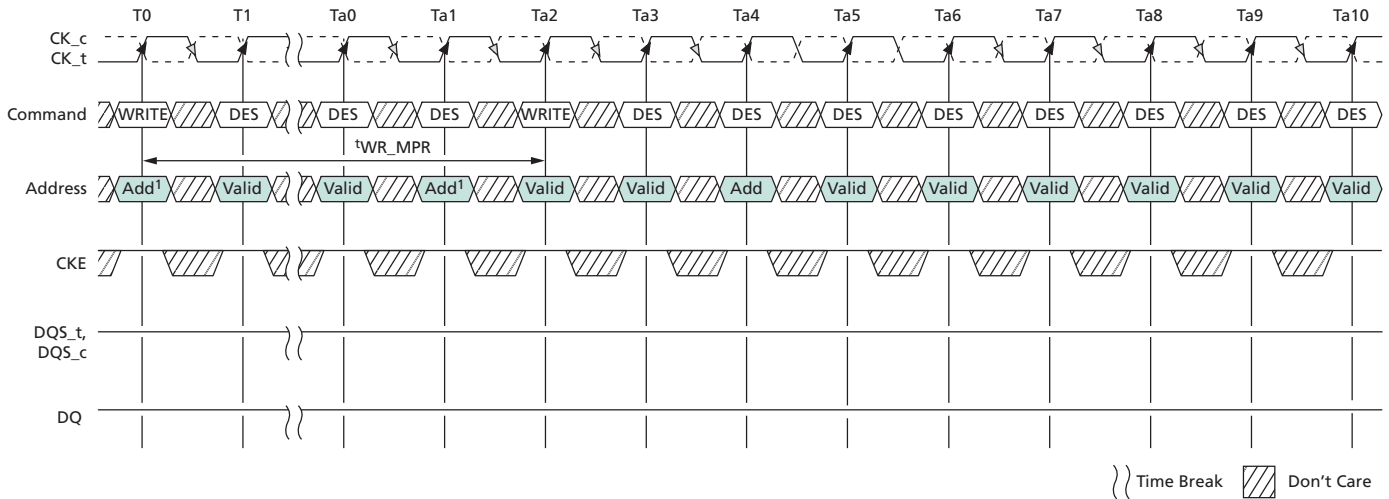 T0 T1 Ta0 Ta1 Ta2 Ta3 Ta4 Ta5 Ta6 Ta7 Ta8 Ta9 Ta10
CK_c
CK_t
Command WRITE DES DES DES WRITE DES DES DES DES DES DES DES DES
tWR_MPR
Address Add1 Valid Valid Add1 Valid Valid Add Valid Valid Valid Valid Valid Valid
CKE
DQS_t,
DQS_c
DQ
Time Break Don't Care